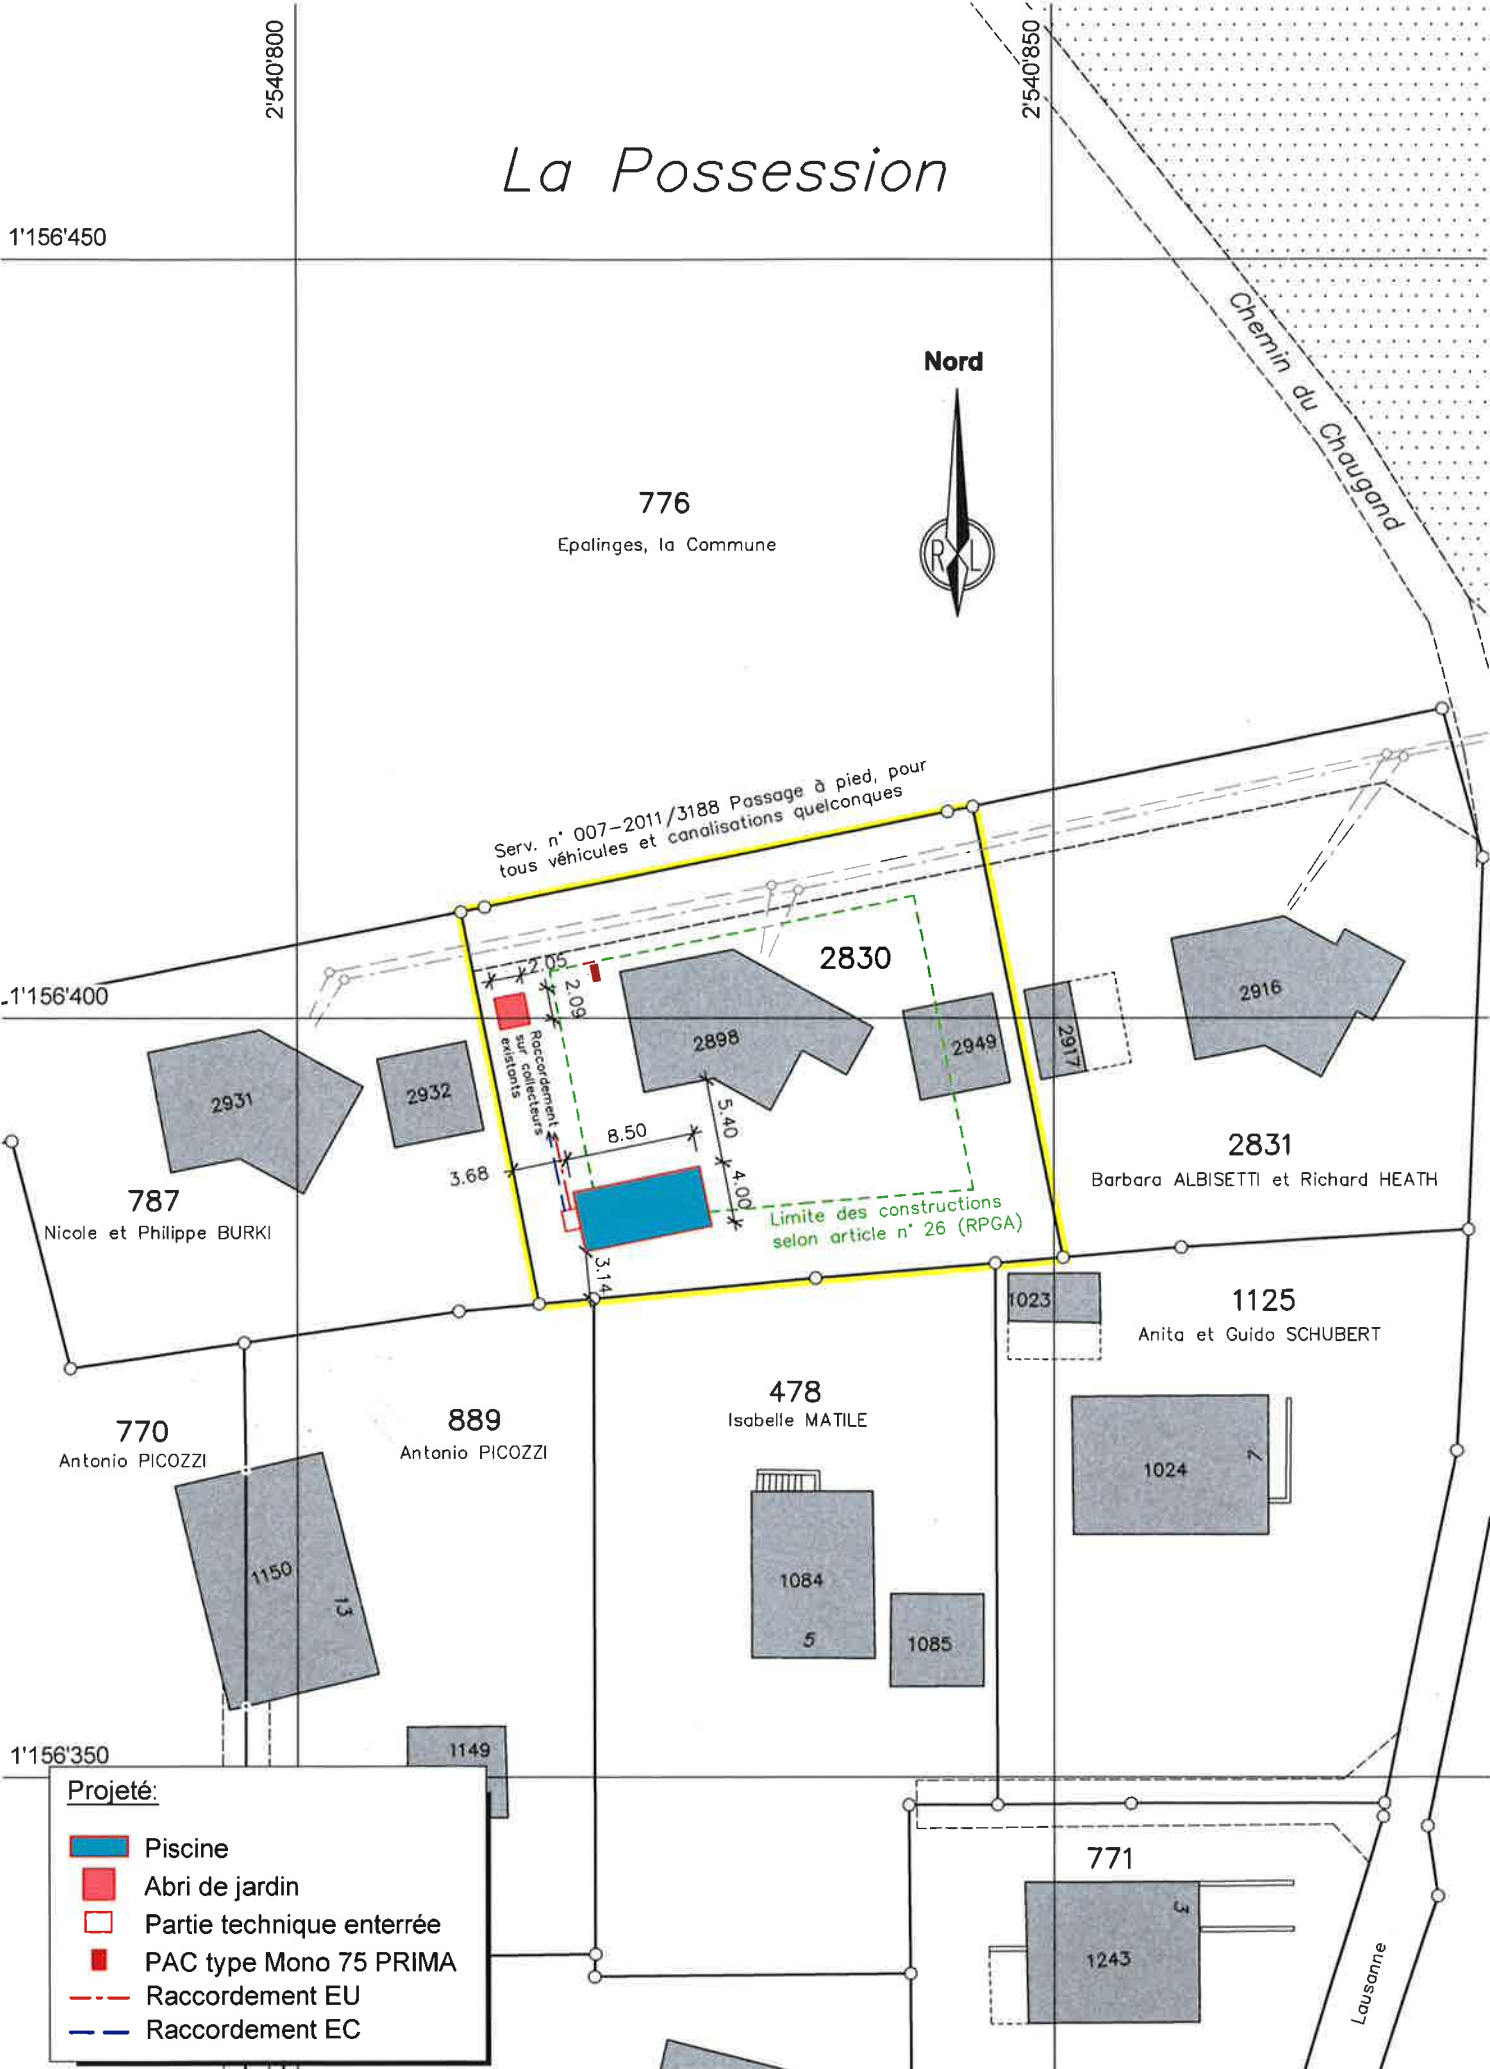 2'540'800
2'540'850
La Possession
1'156'450
Chemin du Chaugand
Nord
R L
776
Epalinges, la Commune
Serv. n° 007-2011/3188 Passage à pied, pour
tous véhicules et canalisations quelconques
2830
2.05
2.09
1'156'400
2916
2898
2949
2917
2931
2932
Raccordement
sur collecteurs
existants
5.40
8.50
3.68
4.00
2831
Barbara ALBISETTI et Richard HEATH
787
Nicole et Philippe BURKI
Limite des constructions
selon article n° 26 (RPGA)
3.14
1023
1125
Anita et Guido SCHUBERT
478
Isabelle MATILE
770
Antonio PICOZZI
889
Antonio PICOZZI
1024
7
1150
13
1084
5
1085
1'156'350
1149
Projeté:
Piscine
Abri de jardin
Partie technique enterrée
PAC type Mono 75 PRIMA
Raccordement EU
Raccordement EC
771
3
1243
Lausanne